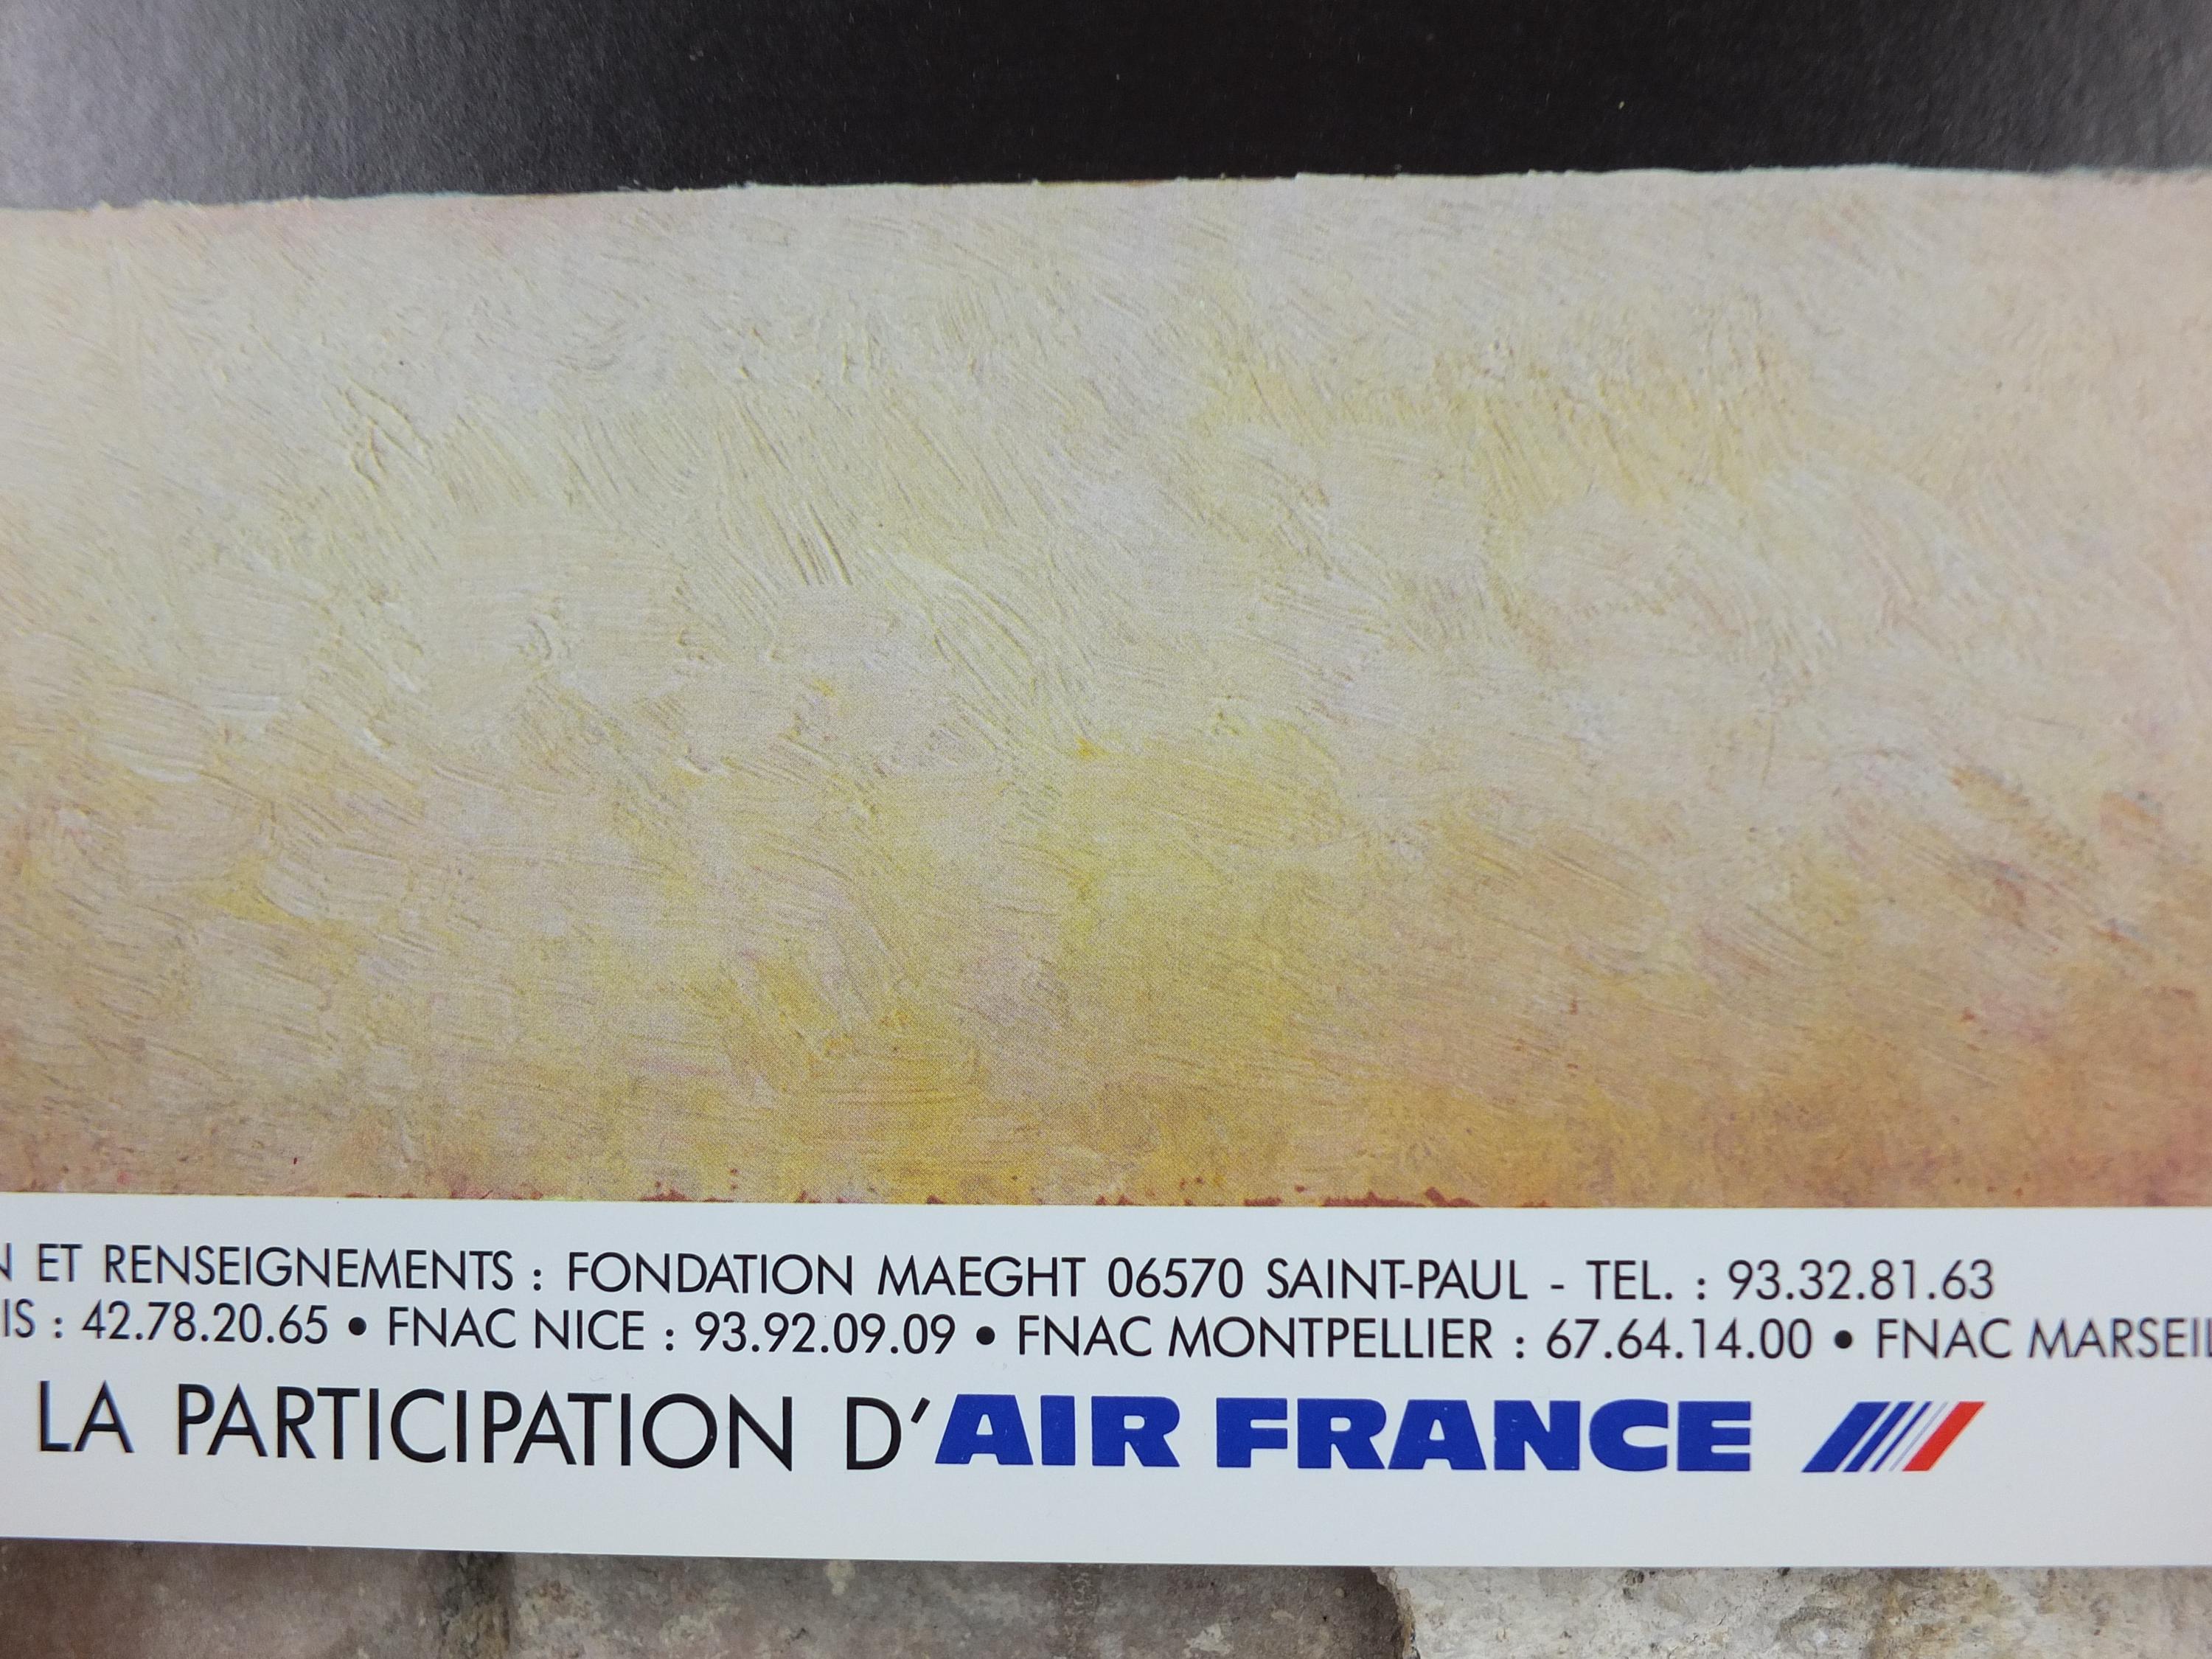 ET RENSEIGNEMENTS : FONDATION MAEGHT 06570 SAINT-PAUL - TEL. : 93.32.81.63
: 42.78.20.65 • FNAC NICE : 93.92.09.09 • FNAC MONTPELLIER : 67.64.14.00 • FNAC
LA PARTICIPATION D'AIR FRANCE